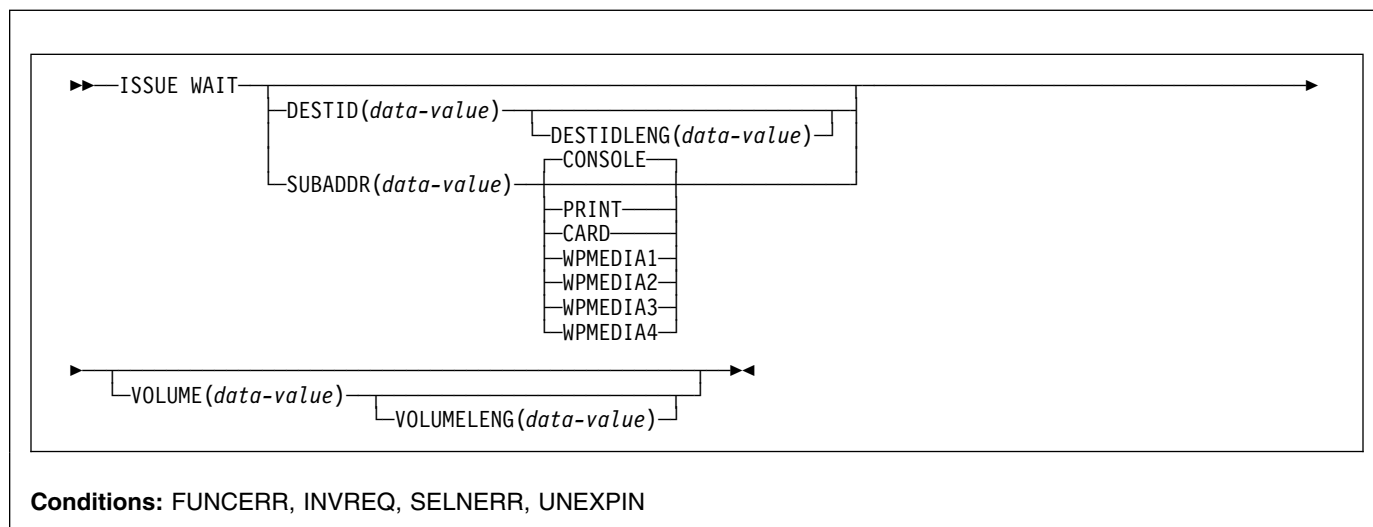 ISSUE WAIT
DESTID(data-value)
DESTIDLENG(data-value)
CONSOLE
SUBADDR(data-value)
PRINT
CARD
WPMEDIA1
WPMEDIA2
WPMEDIA3
WPMEDIA4
VOLUME(data-value)
VOLUMELENG(data-value)
Conditions: FUNCERR, INVREQ, SELNERR, UNEXPIN